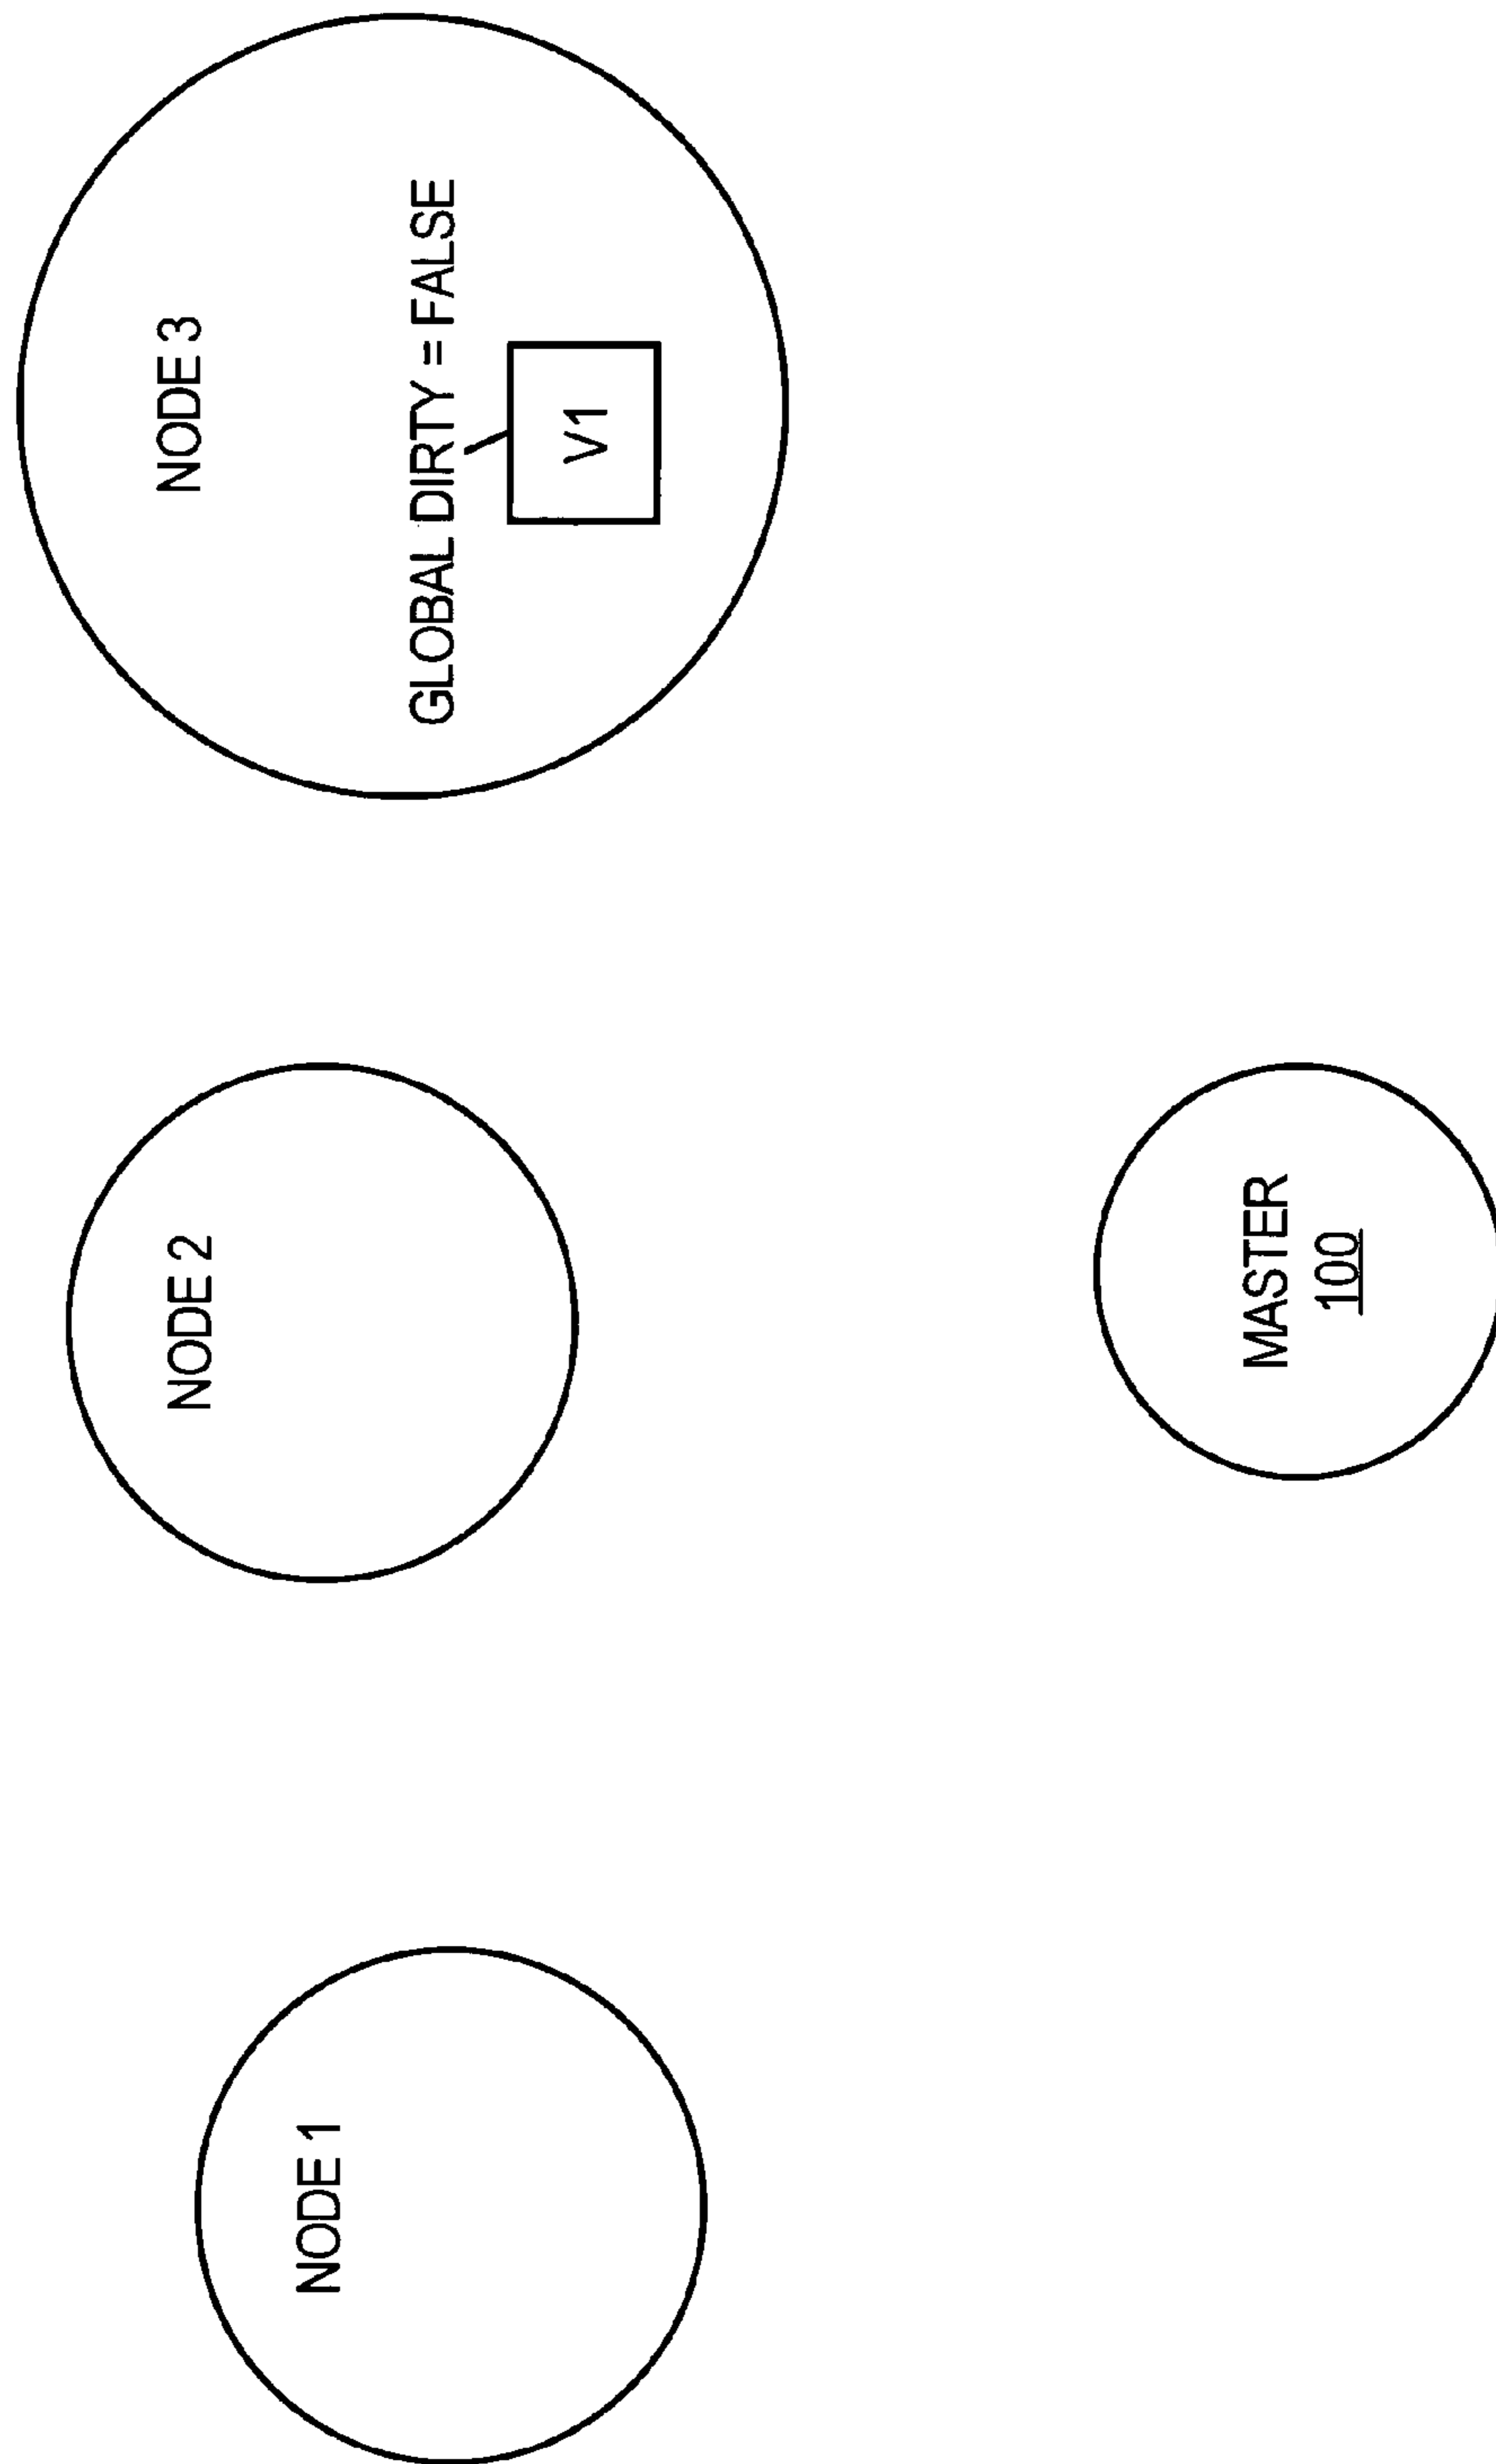 NODE 1
NODE 2
NODE 3
GLOBAL DIRTY = FALSE
V1
MASTER
100